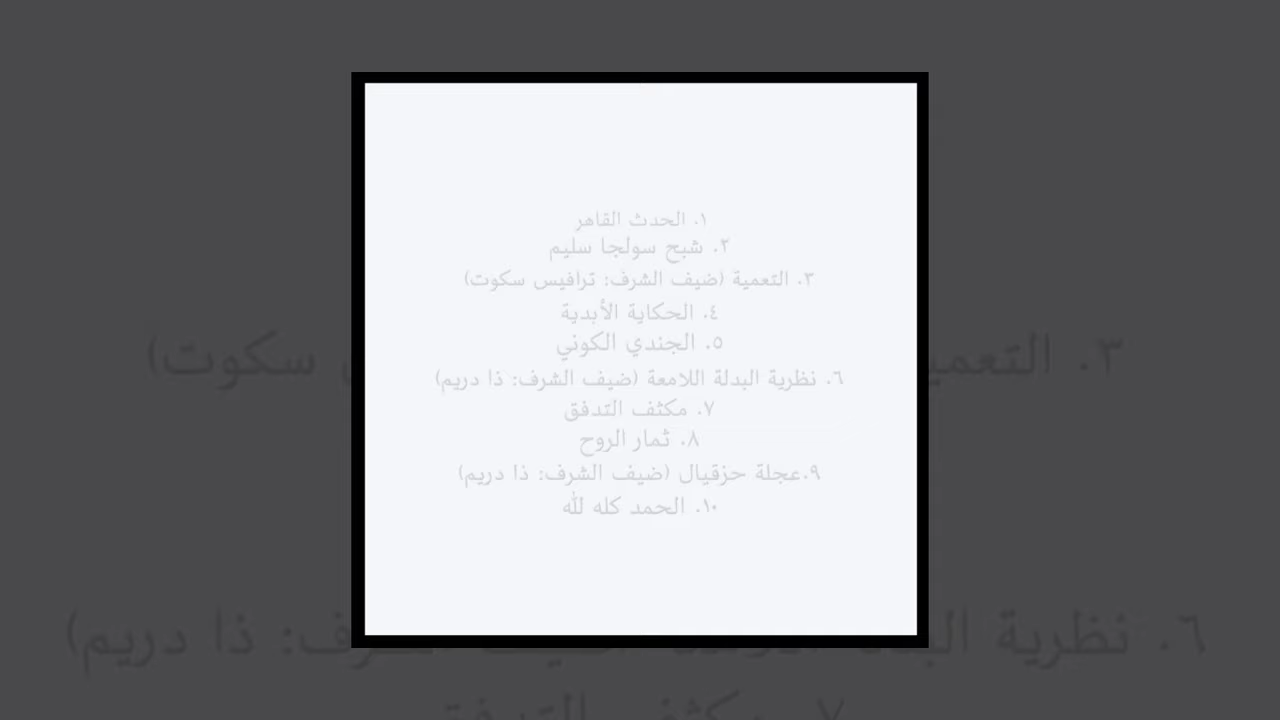 ١. الحدث القاهر
٢. شبح سولجا سليم
٣. التعمية (ضيف الشرف: ترافيس سكوت)
٤. الحكاية الأبدية
٥. الجندي الكوني
٦. نظرية البدلة اللامعة (ضيف الشرف: ذا دريم)
٧. مكثف التدفق
٨. ثمار الروح
٩.عجلة حزقيال (ضيف الشرف: ذا دريم)
١٠. الحمد كله لله